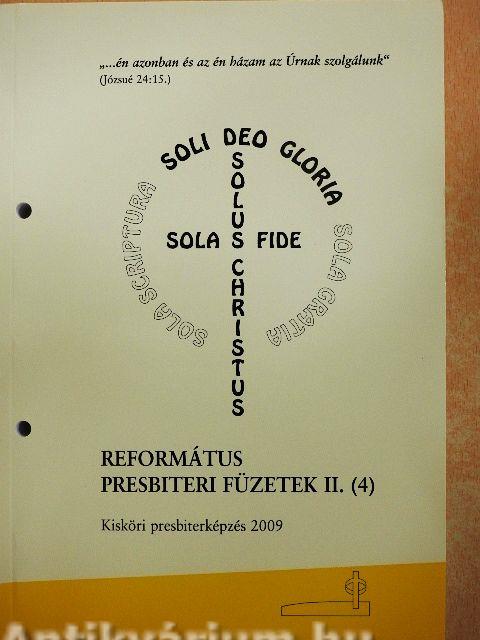 „...én azonban és az én házam az Úrnak szolgálunk“
(Józsué 24:15.)
SOLI DEO GLORIA
SOLUS CHRISTUS
SOLA FIDE
SOLA SCRIPTURA
SOLA GRATIA
REFORMÁTUS
PRESBITERI FÜZETEK II. (4)
Kisköri presbiterképzés 2009
Antikvárium.hu